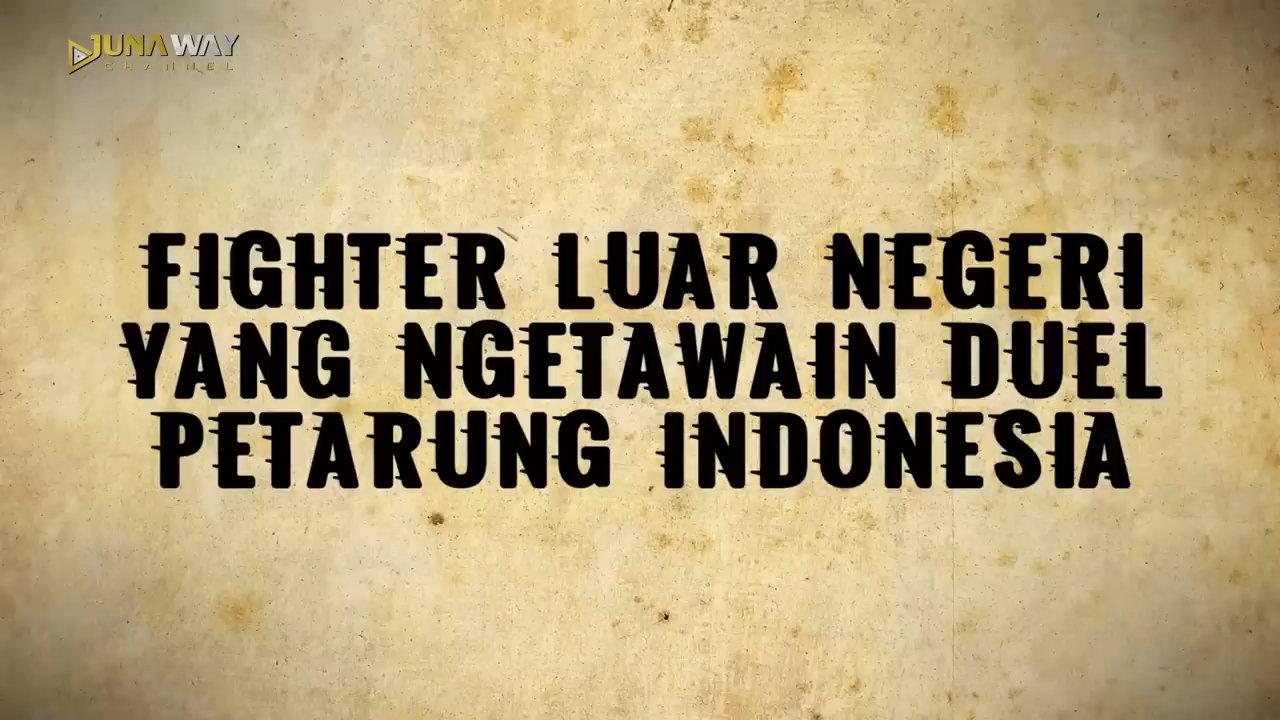 JUNAWAY
CHANNEL
FIGHTER LUAR NEGERI
YANG NGETAWAIN DUEL
PETARUNG INDONESIA